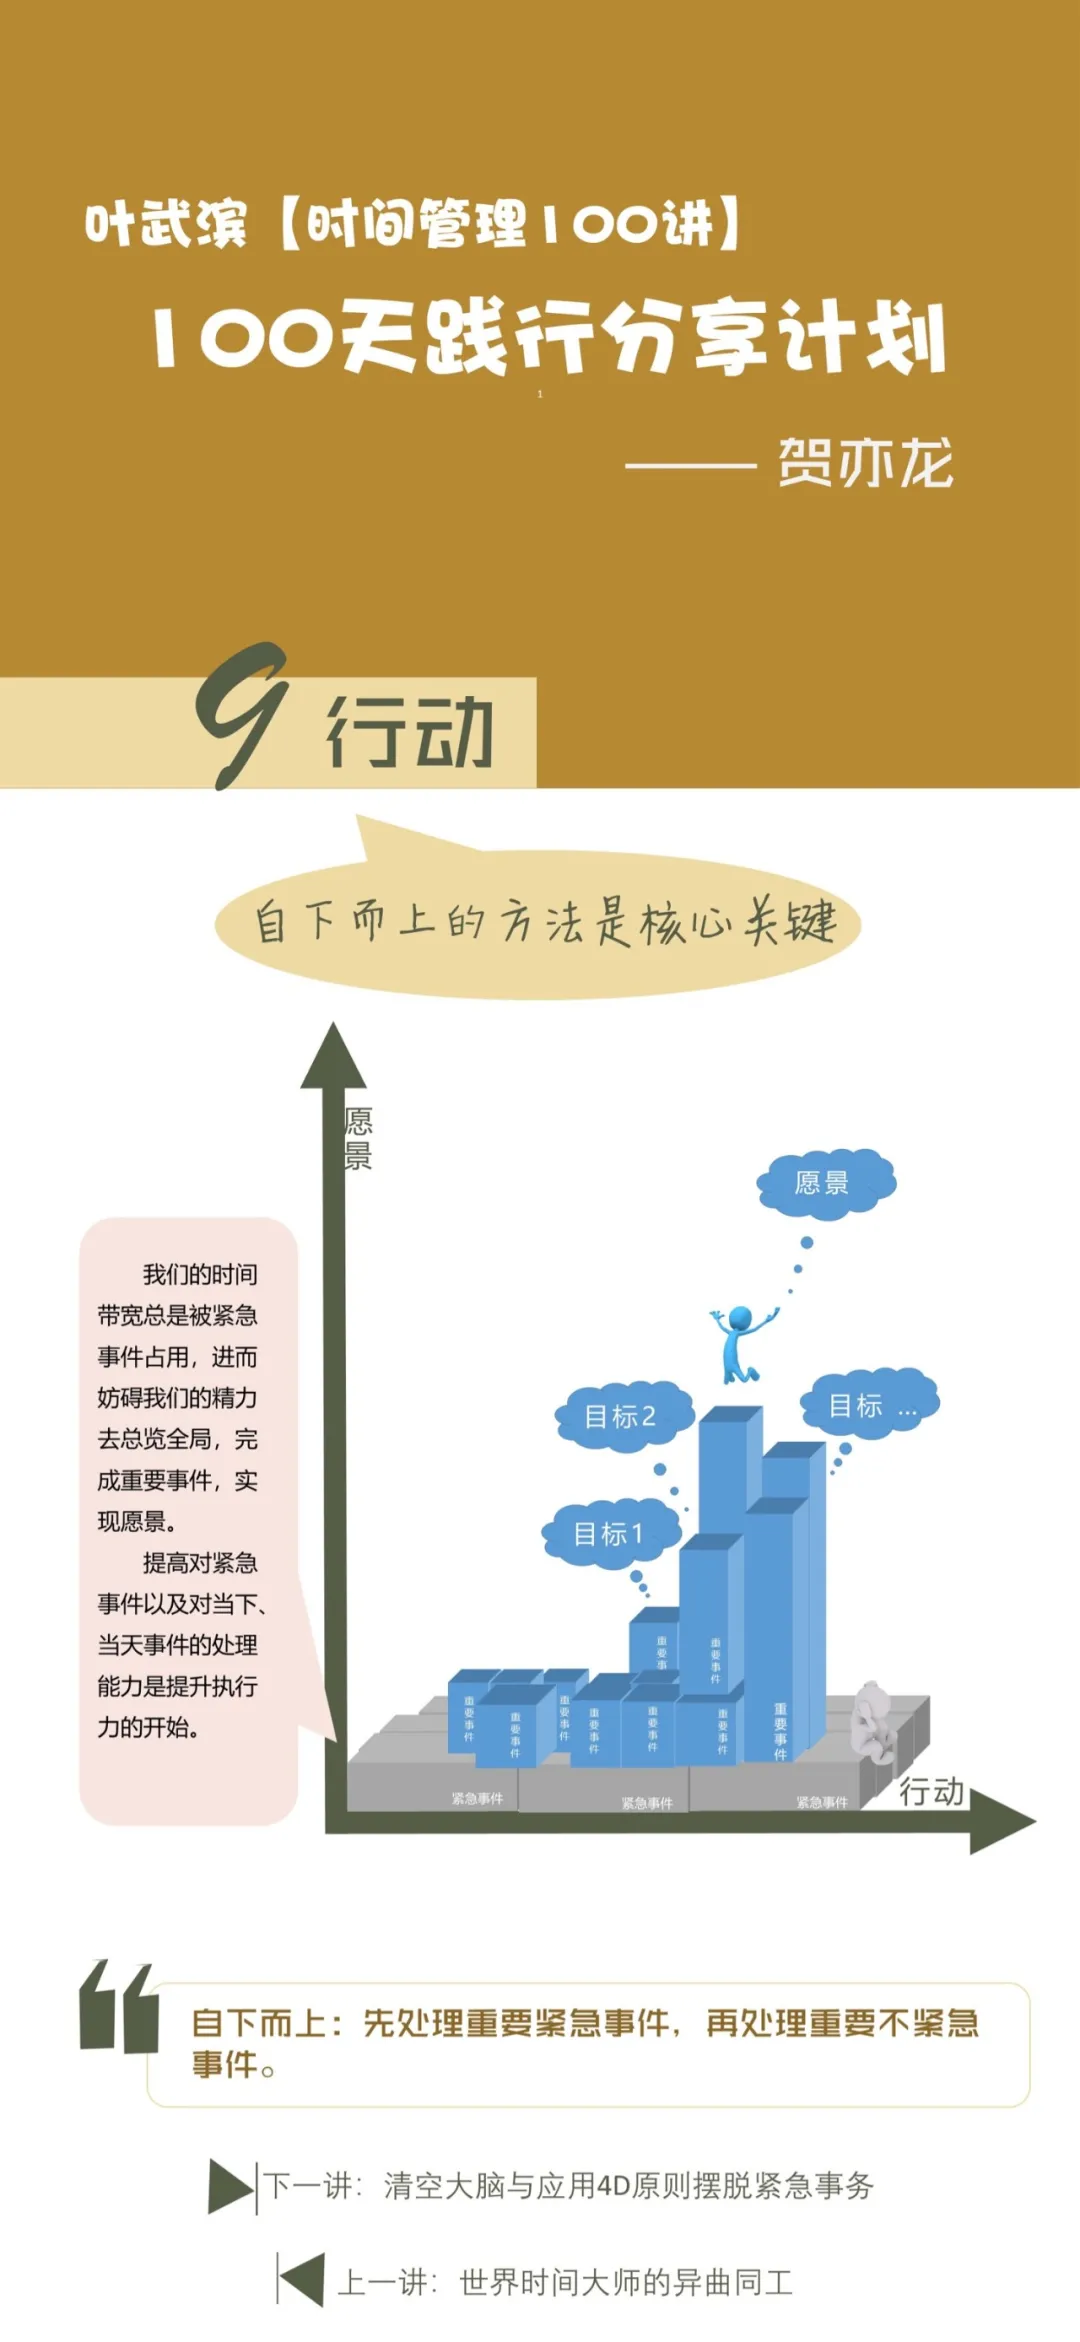 叶武滨【时间管理100讲】
100天践行分享计划
1
—— 贺亦龙
9 行动
自下而上的方法是核心关键
愿
景
愿景
我们的时间
带宽总是被紧急
事件占用，进而
妨碍我们的精力
去总览全局，完
成重要事件，实
现愿景。
提高对紧急
事件以及对当下、
当天事件的处理
能力是提升执行
力的开始。
目标2
目标 ...
目标1
重要事
重要事件
重要事件
重要事件
重要事件
重要事件
重要事件
重要事件
重要事件
紧急事件
紧急事件
紧急事件
行动
自下而上：先处理重要紧急事件，再处理重要不紧急
事件。
下一讲：清空大脑与应用4D原则摆脱紧急事务
上一讲：世界时间大师的异曲同工